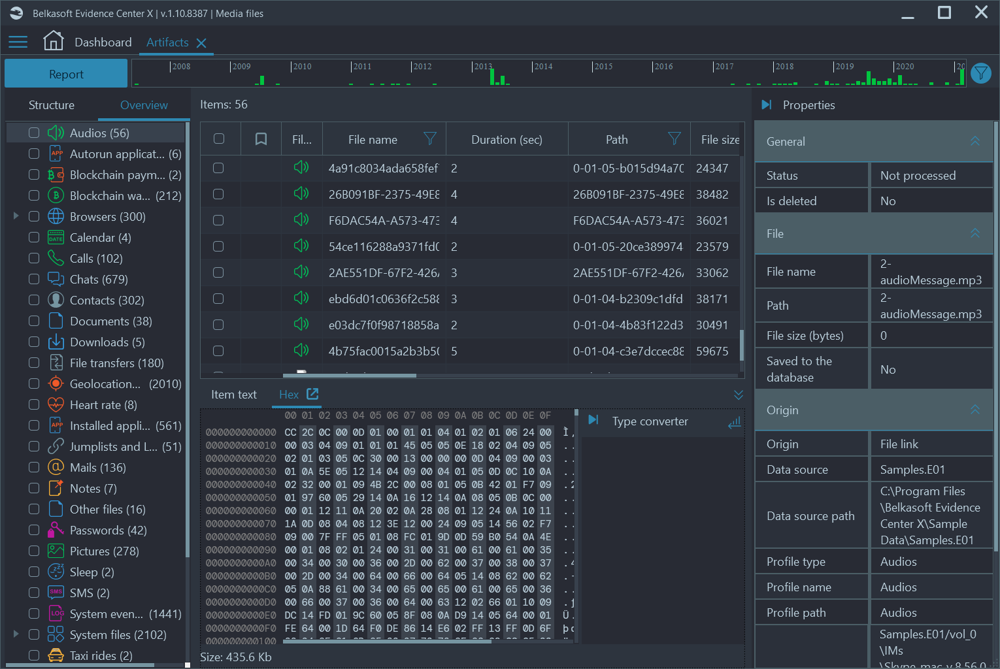 Belkasoft Evidence Center X | v.1.10.8387 | Media files
Dashboard
Artifacts
Report
2008 2009 2010 2011 2012 2013 2014 2015 2016 2017 2018 2019 2020
Structure
Overview
Audios (56)
Autorun applicat... (6)
Blockchain paym... (2)
Blockchain wa... (212)
Browsers (300)
Calendar (4)
Calls (102)
Chats (679)
Contacts (302)
Documents (38)
Downloads (5)
File transfers (180)
Geolocation... (2010)
Heart rate (8)
Installed appli... (561)
Jumplists and L... (51)
Mails (136)
Notes (7)
Other files (16)
Passwords (42)
Pictures (278)
Sleep (2)
SMS (2)
System even... (1441)
System files (2102)
Taxi rides (2)
Items: 56
Fil... File name Duration (sec) Path File size
4a91c8034ada658fef 2 0-01-05-b015d94a70 24347
26B091BF-2375-49E8 4 26B091BF-2375-49E8 38482
F6DAC54A-A573-473 4 F6DAC54A-A573-473 36021
54ce116288a9371fd0 2 0-01-05-20ce389974 23579
2AE551DF-67F2-426 3 2AE551DF-67F2-426 33062
ebd6d01c0636f2c588 3 0-01-04-b2309c1dfd 38171
e03dc7f0f98718858a 2 0-01-04-4b83f122d3 30491
4b75fac0015a2b3b50 5 0-01-04-c3e7dccec88 59675
Item text
Hex
00 01 02 03 04 05 06 07 08 09 0A 0B 0C 0D 0E 0F
000000000000 CC 2C 0C 00 0D 01 00 01 01 04 01 02 01 06 24 00 Ì,
000000000010 00 03 04 09 01 01 01 45 05 05 0E 18 02 04 09 05 ..
000000000020 02 01 03 05 0C 30 00 13 00 00 00 0D 04 09 00 03 ..
000000000030 01 0A 5E 05 12 14 04 09 00 04 01 05 0D 0C 10 0A ..
000000000040 02 32 00 01 09 4B 2C 00 08 01 05 0B 42 01 F7 09 .2
000000000050 01 97 60 05 29 14 0A 16 12 14 0A 08 05 0B 0C 00 ..
000000000060 00 01 12 11 0A 20 02 0A 28 08 01 12 24 0A 10 11 ..
000000000070 1A 0D 08 04 08 12 3E 12 00 24 09 05 14 56 02 F7 ..
000000000080 09 00 7F FF 05 01 08 FC 01 9D 0D 59 B0 54 0A 4E ..
000000000090 00 01 08 02 01 24 00 31 00 31 00 61 00 61 00 35 ..
0000000000A0 00 34 00 30 00 36 00 2D 00 62 00 37 00 38 00 37 .4
0000000000B0 00 2D 00 34 00 64 00 66 00 64 05 14 08 62 00 62 .-
0000000000C0 05 0A 88 61 00 34 00 65 00 65 00 61 00 65 00 36 ..
0000000000D0 00 66 00 37 00 36 00 64 00 63 12 02 66 01 10 09 .f
0000000000E0 DC 14 FD 01 9C 60 05 8F 08 0A D9 14 05 64 00 01 Ü.
0000000000F0 FE 64 00 1D 64 F0 DE 86 14 E6 02 FF 13 FF 0D 6F þd
000000000100
Size: 435.6 Kb
Type converter
Properties
General
Status Not processed
Is deleted No
File
File name 2-
audioMessage.mp3
Path 2-
audioMessage.mp3
File size (bytes) 0
Saved to the
database
No
Origin
Origin File link
Data source Samples.E01
Data source path
C:\Program Files
\Belkasoft Evidence
Center X\Sample
Data\Samples.E01
Profile type Audios
Profile name Audios
Profile path Audios
Samples.E01/vol_0
\IMs
\Skype_mac_v.8.56.0